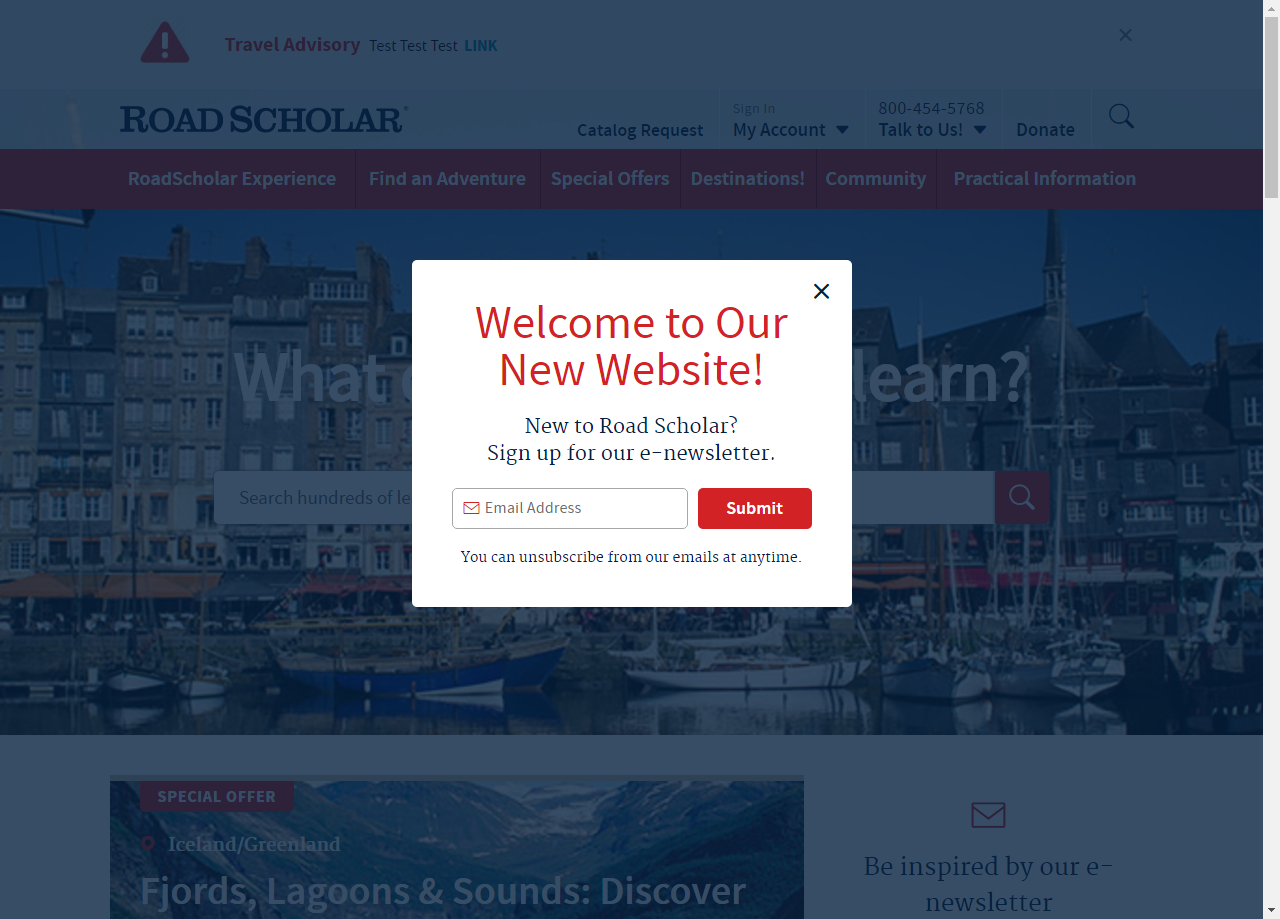 Travel Advisory Test Test Test LINK
ROAD SCHOLAR®
Catalog Request
Sign In
My Account
800-454-5768
Talk to Us!
Donate
RoadScholar Experience
Find an Adventure
Special Offers
Destinations!
Community
Practical Information
What
learn?
Search hundreds of le
Welcome to Our
New Website!
New to Road Scholar?
Sign up for our e-newsletter.
Email Address
Submit
You can unsubscribe from our emails at anytime.
SPECIAL OFFER
Iceland/Greenland
Fjords, Lagoons & Sounds: Discover
Be inspired by our e-
newsletter